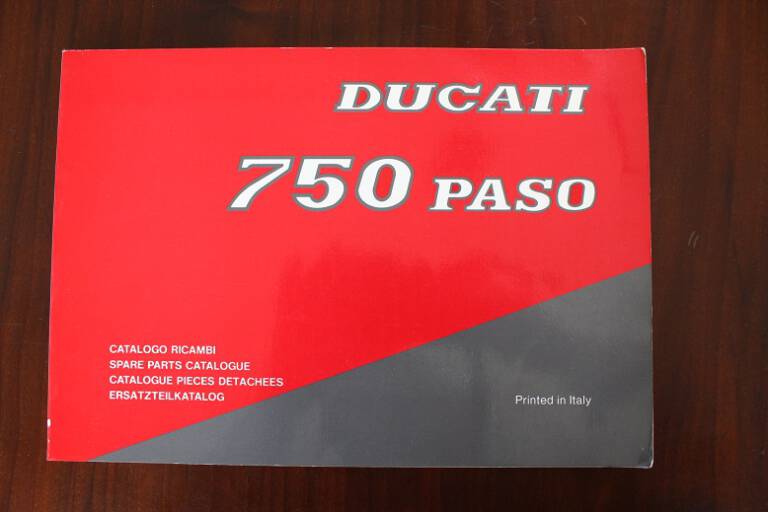 DUCATI
750 PASO
CATALOGO RICAMBI
SPARE PARTS CATALOGUE
CATALOGUE PIECES DETACHEES
ERSATZTEILKATALOG
Printed in Italy